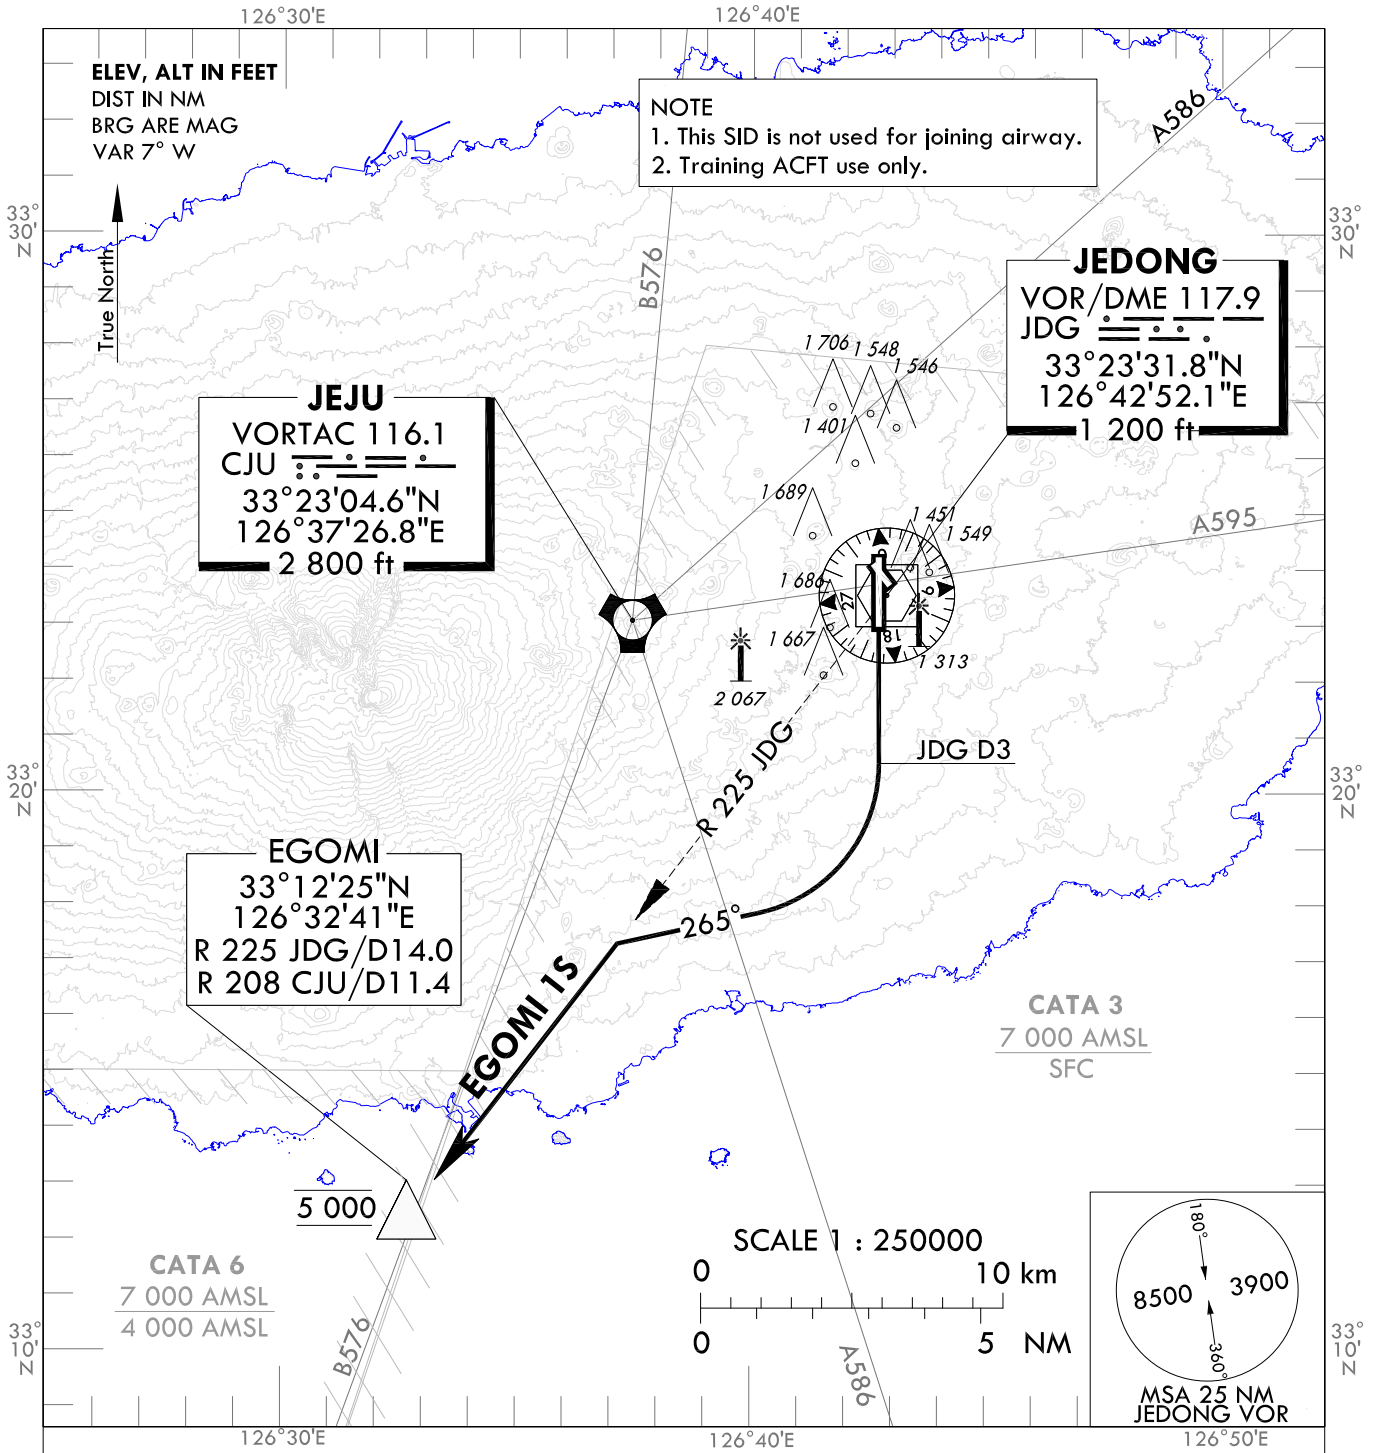 126°30'E
126°40'E
ELEV, ALT IN FEET
DIST IN NM
BRG ARE MAG
VAR 7° W
True North
NOTE
1. This SID is not used for joining airway.
2. Training ACFT use only.
A586
33°
30'
N
33°
30'
N
B576
JEDONG
VOR/DME 117.9
JDG
33°23'31.8"N
126°42'52.1"E
1 200 ft
1 706
1 548
1 546
1 401
JEJU
VORTAC 116.1
CJU
33°23'04.6"N
126°37'26.8"E
2 800 ft
1 689
1 451
1 549
A595
1 686
27
9
18
1 667
1 313
2 067
R 225 JDG
JDG D3
33°
20'
N
33°
20'
N
EGOMI
33°12'25"N
126°32'41"E
R 225 JDG/D14.0
R 208 CJU/D11.4
265°
EGOMI 1S
CATA 3
7 000 AMSL
SFC
5 000
CATA 6
7 000 AMSL
4 000 AMSL
SCALE 1 : 250000
0
10 km
0
5 NM
180°
8500
3900
360°
MSA 25 NM
JEDONG VOR
33°
10'
N
33°
10'
N
B576
A586
126°30'E
126°40'E
126°50'E